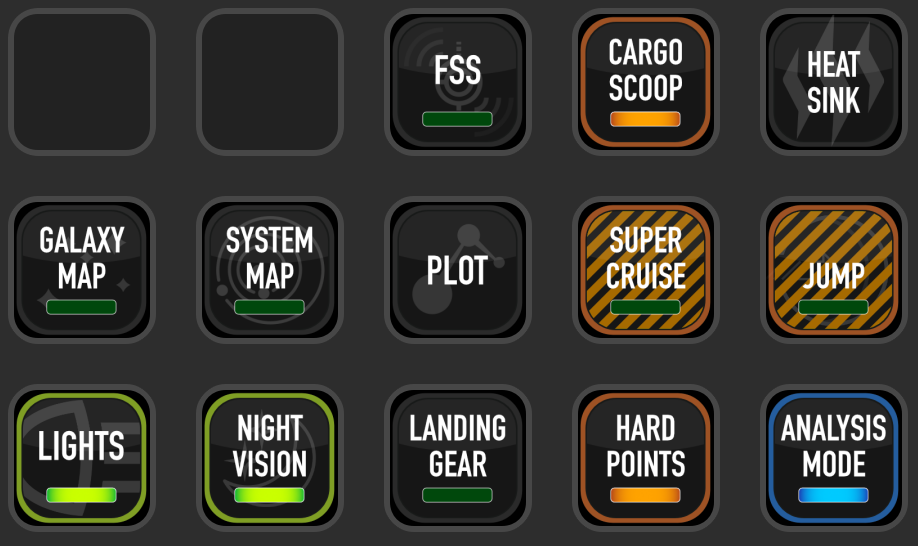 FSS
CARGO
SCOOP
HEAT
SINK
GALAXY
MAP
SYSTEM
MAP
PLOT
SUPER
CRUISE
JUMP
LIGHTS
NIGHT
VISION
LANDING
GEAR
HARD
POINTS
ANALYSIS
MODE